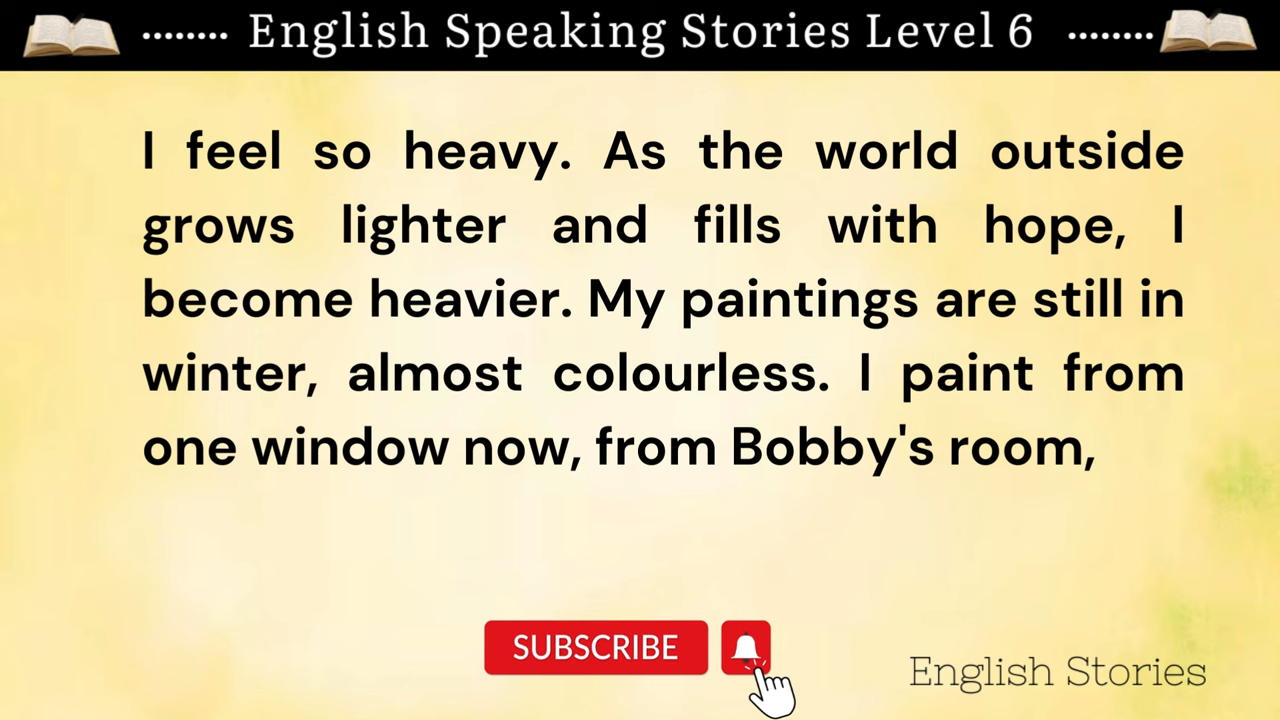 ........ English Speaking Stories Level 6 ........
I feel so heavy. As the world outside
grows lighter and fills with hope, I
become heavier. My paintings are still in
winter, almost colourless. I paint from
one window now, from Bobby's room,
SUBSCRIBE
English Stories